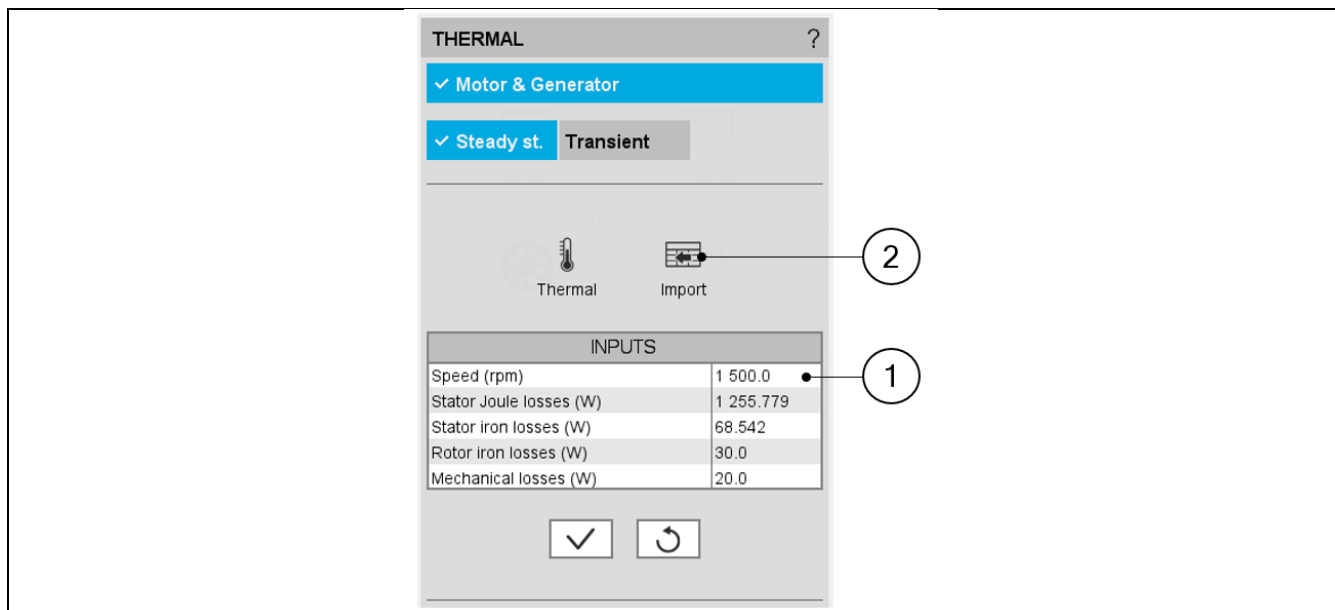 THERMAL ?
✓ Motor & Generator
✓ Steady st. Transient
2
Thermal Import
INPUTS
Speed (rpm) 1 500.0
1
Stator Joule losses (W) 1 255.779
Stator iron losses (W) 68.542
Rotor iron losses (W) 30.0
Mechanical losses (W) 20.0